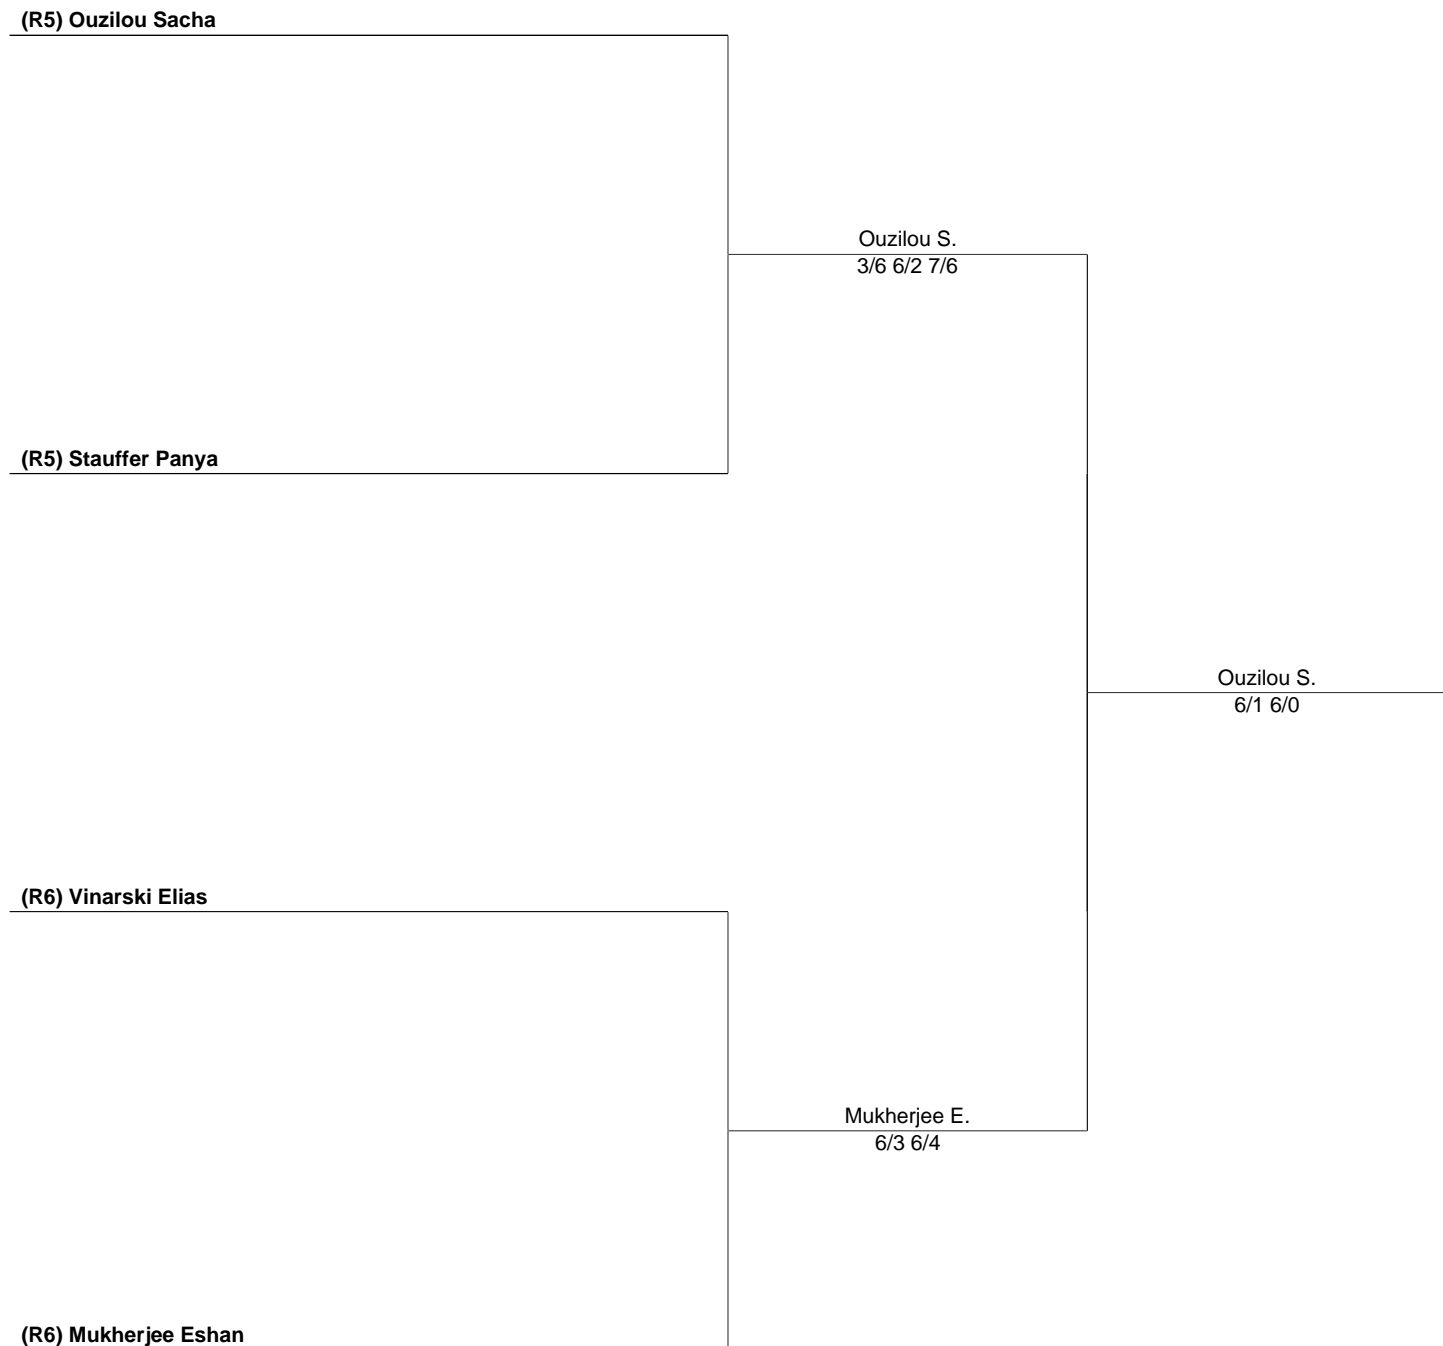 (R5) Ouzilou Sacha
Ouzilou S.
3/6 6/2 7/6
(R5) Stauffer Panya
Ouzilou S.
6/1 6/0
(R6) Vinarski Elias
Mukherjee E.
6/3 6/4
(R6) Mukherjee Eshan